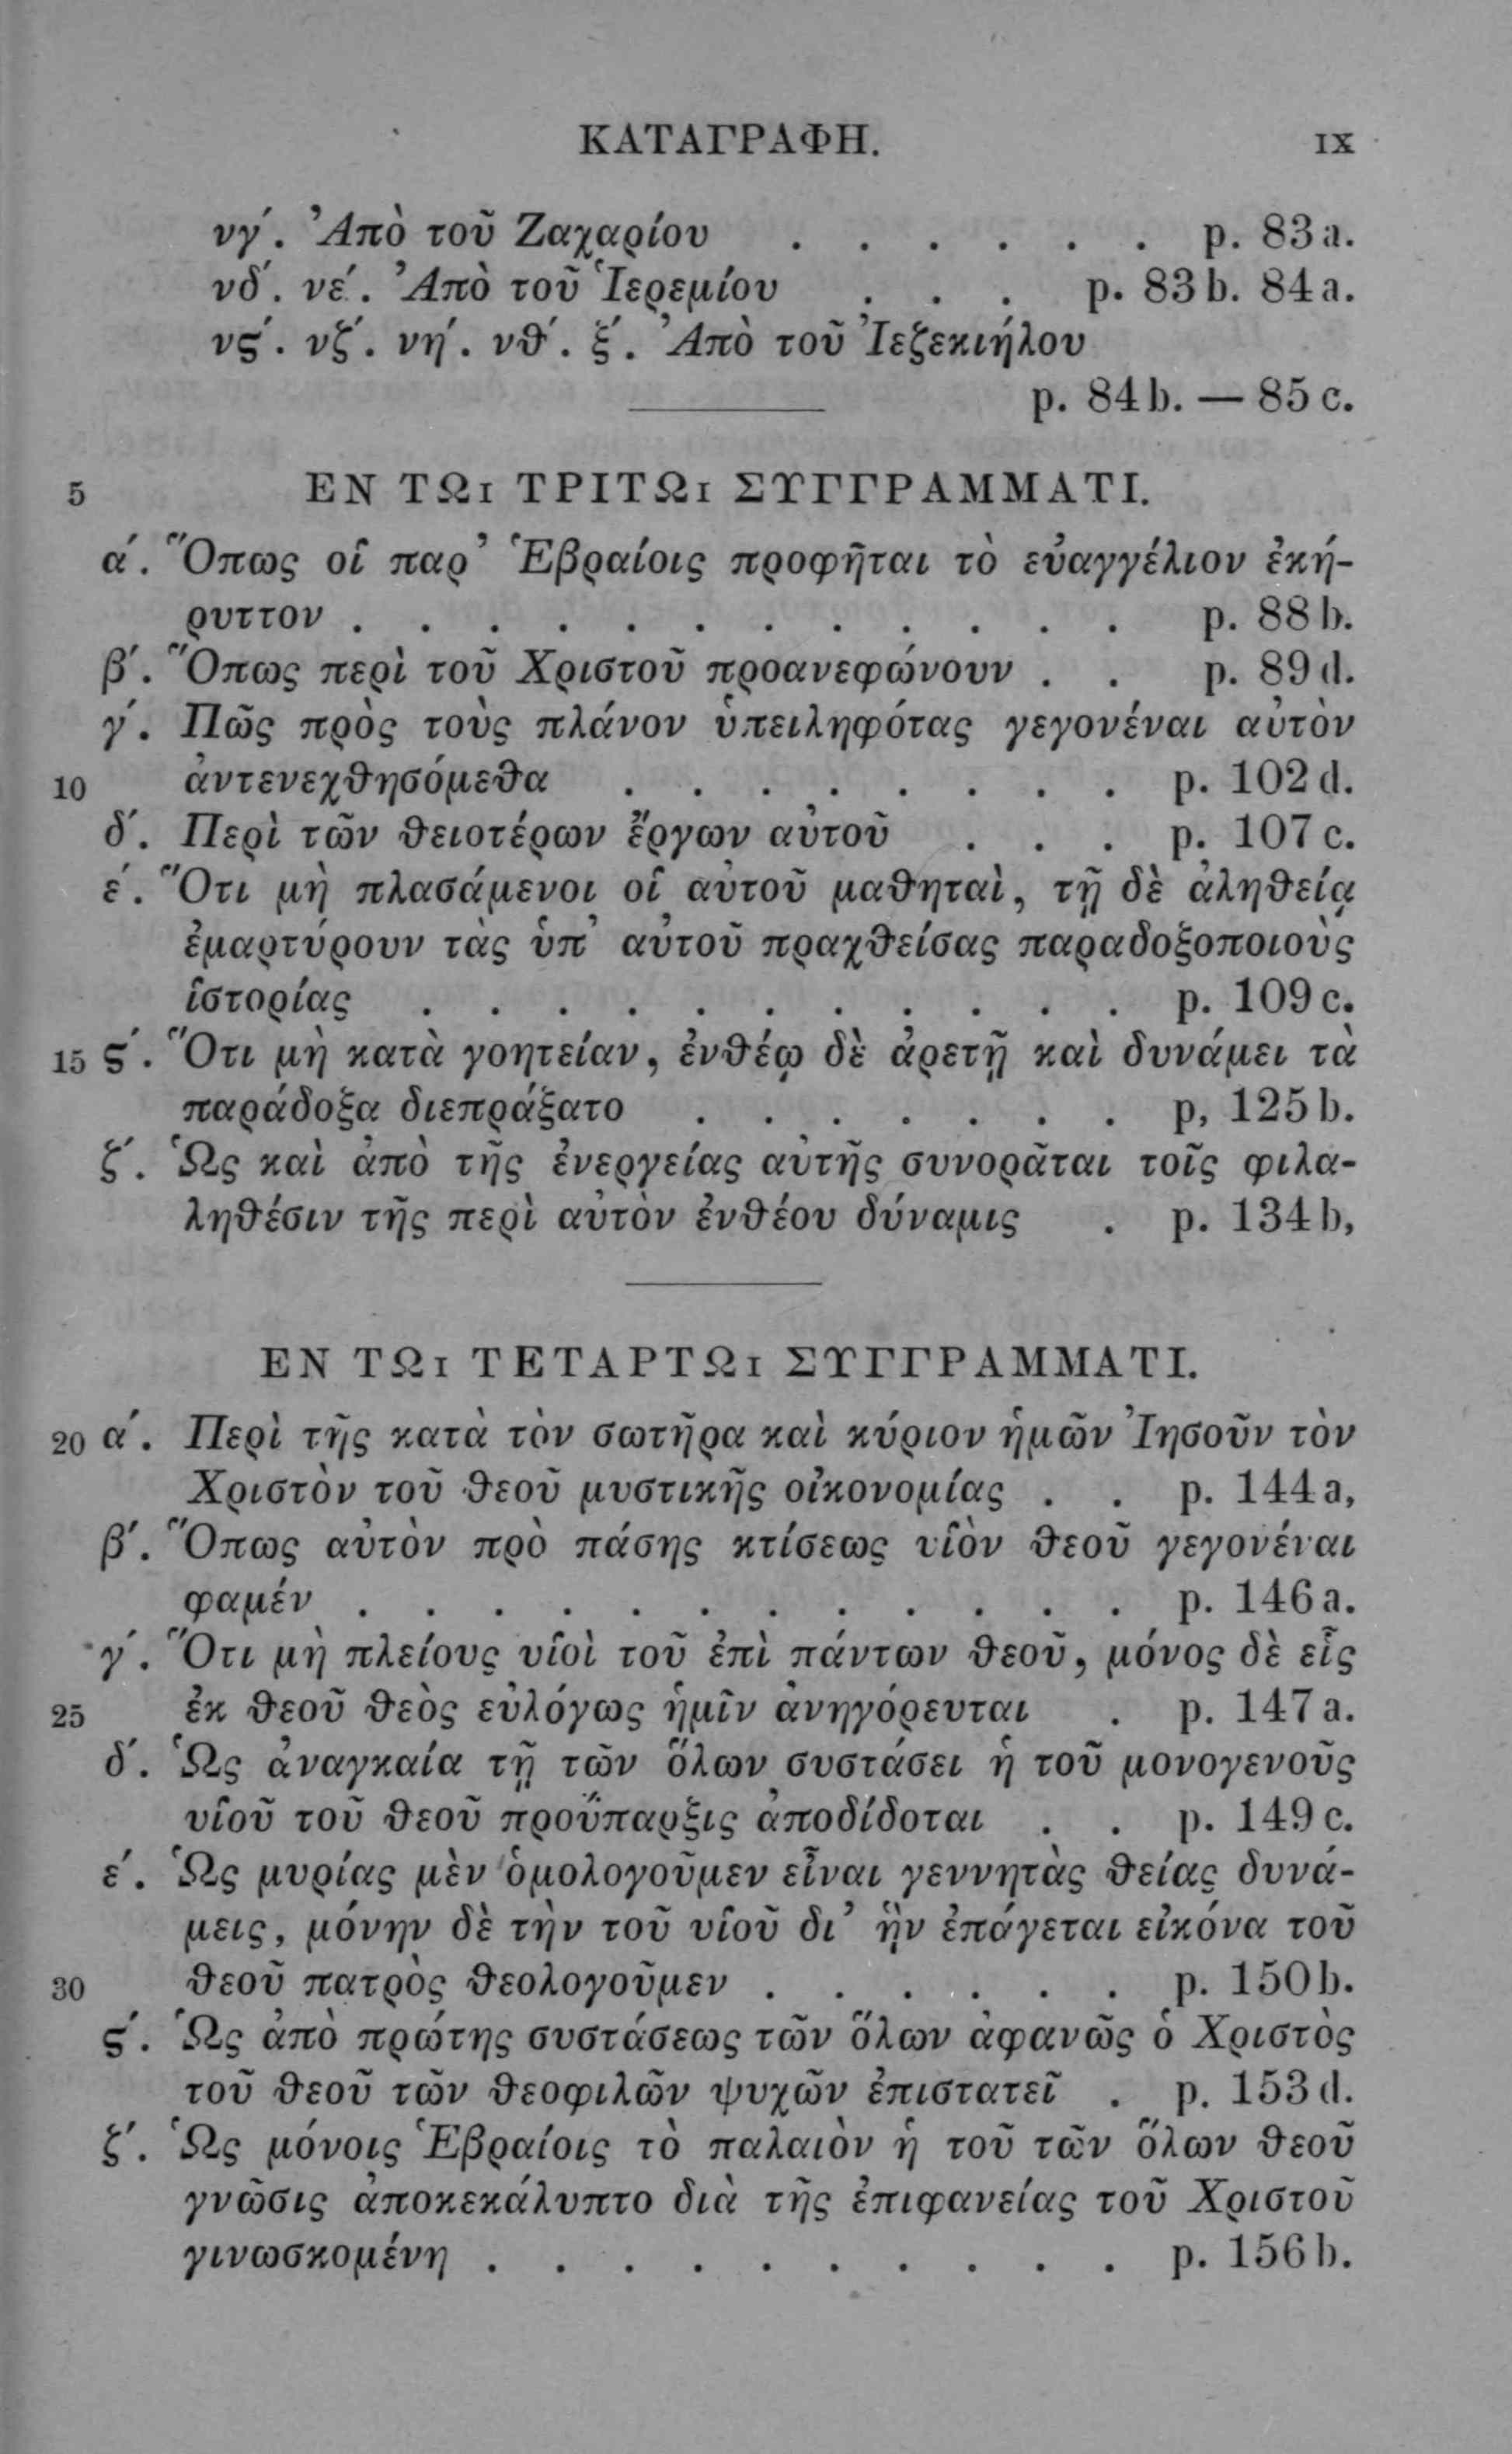 ΚΑΤΑΓΡΑΦΗ. IX
νγ΄. Ἀπὸ τοῦ Ζαχαρίου . . . . . . p. 83 a.
νδ΄. νε΄. Ἀπὸ τοῦ Ἱερεμίου . . . p. 83 b. 84 a.
νς΄. νζ΄. νη΄. νθ΄. ξ΄. Ἀπὸ τοῦ Ἰεζεκιήλου
p. 84 b. — 85 c.
5 ΕΝ ΤΩι ΤΡΙΤΩι ΣΥΓΓΡΑΜΜΑΤΙ.
α΄. Ὅπως οἱ παρ’ Ἑβραίοις προφῆται τὸ εὐαγγέλιον ἐκή-
ρυττον . . . . . . . . . . . . p. 88 b.
β΄. Ὅπως περὶ τοῦ Χριστοῦ προανεφώνουν . . p. 89 d.
γ΄. Πῶς πρὸς τοὺς πλάνον ὑπειληφότας γεγονέναι αὐτὸν
10 ἀντενεχθησόμεθα . . . . . . . . p. 102 d.
δ΄. Περὶ τῶν θειοτέρων ἔργων αὐτοῦ . . . p. 107 c.
ε΄. Ὅτι μὴ πλασάμενοι οἱ αὐτοῦ μαθηταὶ, τῇ δὲ ἀληθείᾳ
ἐμαρτύρουν τὰς ὑπ’ αὐτοῦ πραχθείσας παραδοξοποιοὺς
ἱστορίας . . . . . . . . . . . p. 109 c.
15 ς΄. Ὅτι μὴ κατὰ γοητείαν, ἐνθέῳ δὲ ἀρετῇ καὶ δυνάμει τὰ
παράδοξα διεπράξατο . . . . . . . p, 125 b.
ζ΄. Ὡς καὶ ἀπὸ τῆς ἐνεργείας αὐτῆς συνορᾶται τοῖς φιλα-
ληθέσιν τῆς περὶ αὐτὸν ἐνθέου δύναμις . p. 134 b,
ΕΝ ΤΩι ΤΕΤΑΡΤΩι ΣΥΓΓΡΑΜΜΑΤΙ.
20 α΄. Περὶ τῆς κατὰ τὸν σωτῆρα καὶ κύριον ἡμῶν Ἰησοῦν τὸν
Χριστὸν τοῦ θεοῦ μυστικῆς οἰκονομίας . . p. 144 a,
β΄. Ὅπως αὐτὸν πρὸ πάσης κτίσεως υἱὸν θεοῦ γεγονέναι
φαμέν . . . . . . . . . . . . p. 146 a.
γ΄. Ὅτι μὴ πλείους υἱοὶ τοῦ ἐπὶ πάντων θεοῦ, μόνος δὲ εἷς
25 ἐκ θεοῦ θεὸς εὐλόγως ἡμῖν ἀνηγόρευται . p. 147 a.
δ΄. Ὡς ἀναγκαία τῇ τῶν ὅλων συστάσει ἡ τοῦ μονογενοῦς
υἱοῦ τοῦ θεοῦ προΰπαρξις ἀποδίδοται . . p. 149 c.
ε΄. Ὡς μυρίας μὲν ὁμολογοῦμεν εἶναι γεννητὰς θείας δυνά-
μεις, μόνην δὲ τὴν τοῦ υἱοῦ δι’ ἣν ἐπάγεται εἰκόνα τοῦ
30 θεοῦ πατρὸς θεολογοῦμεν . . . . . . p. 150 b.
ς΄. Ὡς ἀπὸ πρώτης συστάσεως τῶν ὅλων ἀφανῶς ὁ Χριστὸς
τοῦ θεοῦ τῶν θεοφιλῶν ψυχῶν ἐπιστατεῖ . p. 153 d.
ζ΄. Ὡς μόνοις Ἑβραίοις τὸ παλαιὸν ἡ τοῦ τῶν ὅλων θεοῦ
γνῶσις ἀποκεκάλυπτο διὰ τῆς ἐπιφανείας τοῦ Χριστοῦ
γινωσκομένη . . . . . . . . . . p. 156 b.